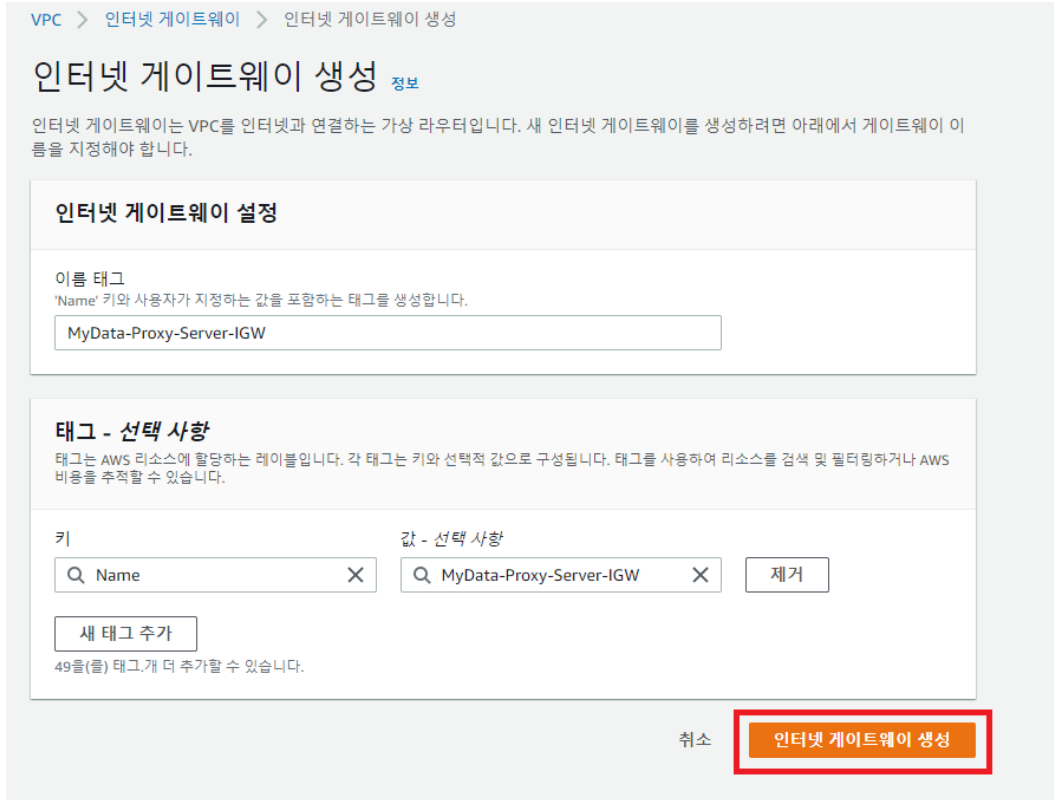 VPC > 인터넷 게이트웨이 > 인터넷 게이트웨이 생성
인터넷 게이트웨이 생성 정보
인터넷 게이트웨이는 VPC를 인터넷과 연결하는 가상 라우터입니다. 새 인터넷 게이트웨이를 생성하려면 아래에서 게이트웨이 이
름을 지정해야 합니다.
인터넷 게이트웨이 설정
이름 태그
'Name' 키와 사용자가 지정하는 값을 포함하는 태그를 생성합니다.
MyData-Proxy-Server-IGW
태그 - 선택 사항
태그는 AWS 리소스에 할당하는 레이블입니다. 각 태그는 키와 선택적 값으로 구성됩니다. 태그를 사용하여 리소스를 검색 및 필터링하거나 AWS
비용을 추적할 수 있습니다.
키 값 - 선택 사항
Name MyData-Proxy-Server-IGW 제거
새 태그 추가
49을(를) 태그.개 더 추가할 수 있습니다.
취소 인터넷 게이트웨이 생성